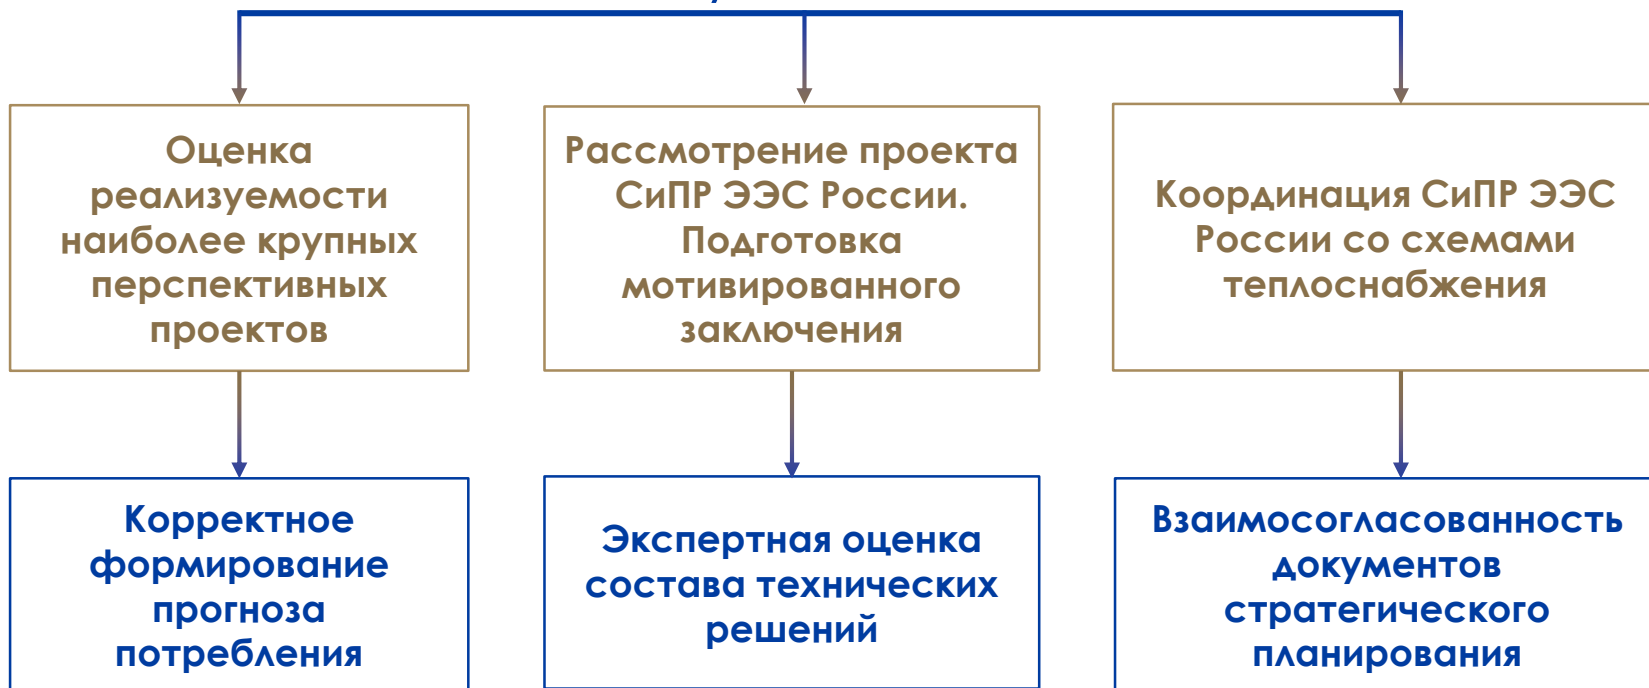 Оценка
реализуемости
наиболее крупных
перспективных
проектов
Рассмотрение проекта
СиПР ЭЭС России.
Подготовка
мотивированного
заключения
Координация СиПР ЭЭС
России со схемами
теплоснабжения
Корректное
формирование
прогноза
потребления
Экспертная оценка
состава технических
решений
Взаимосогласованность
документов
стратегического
планирования